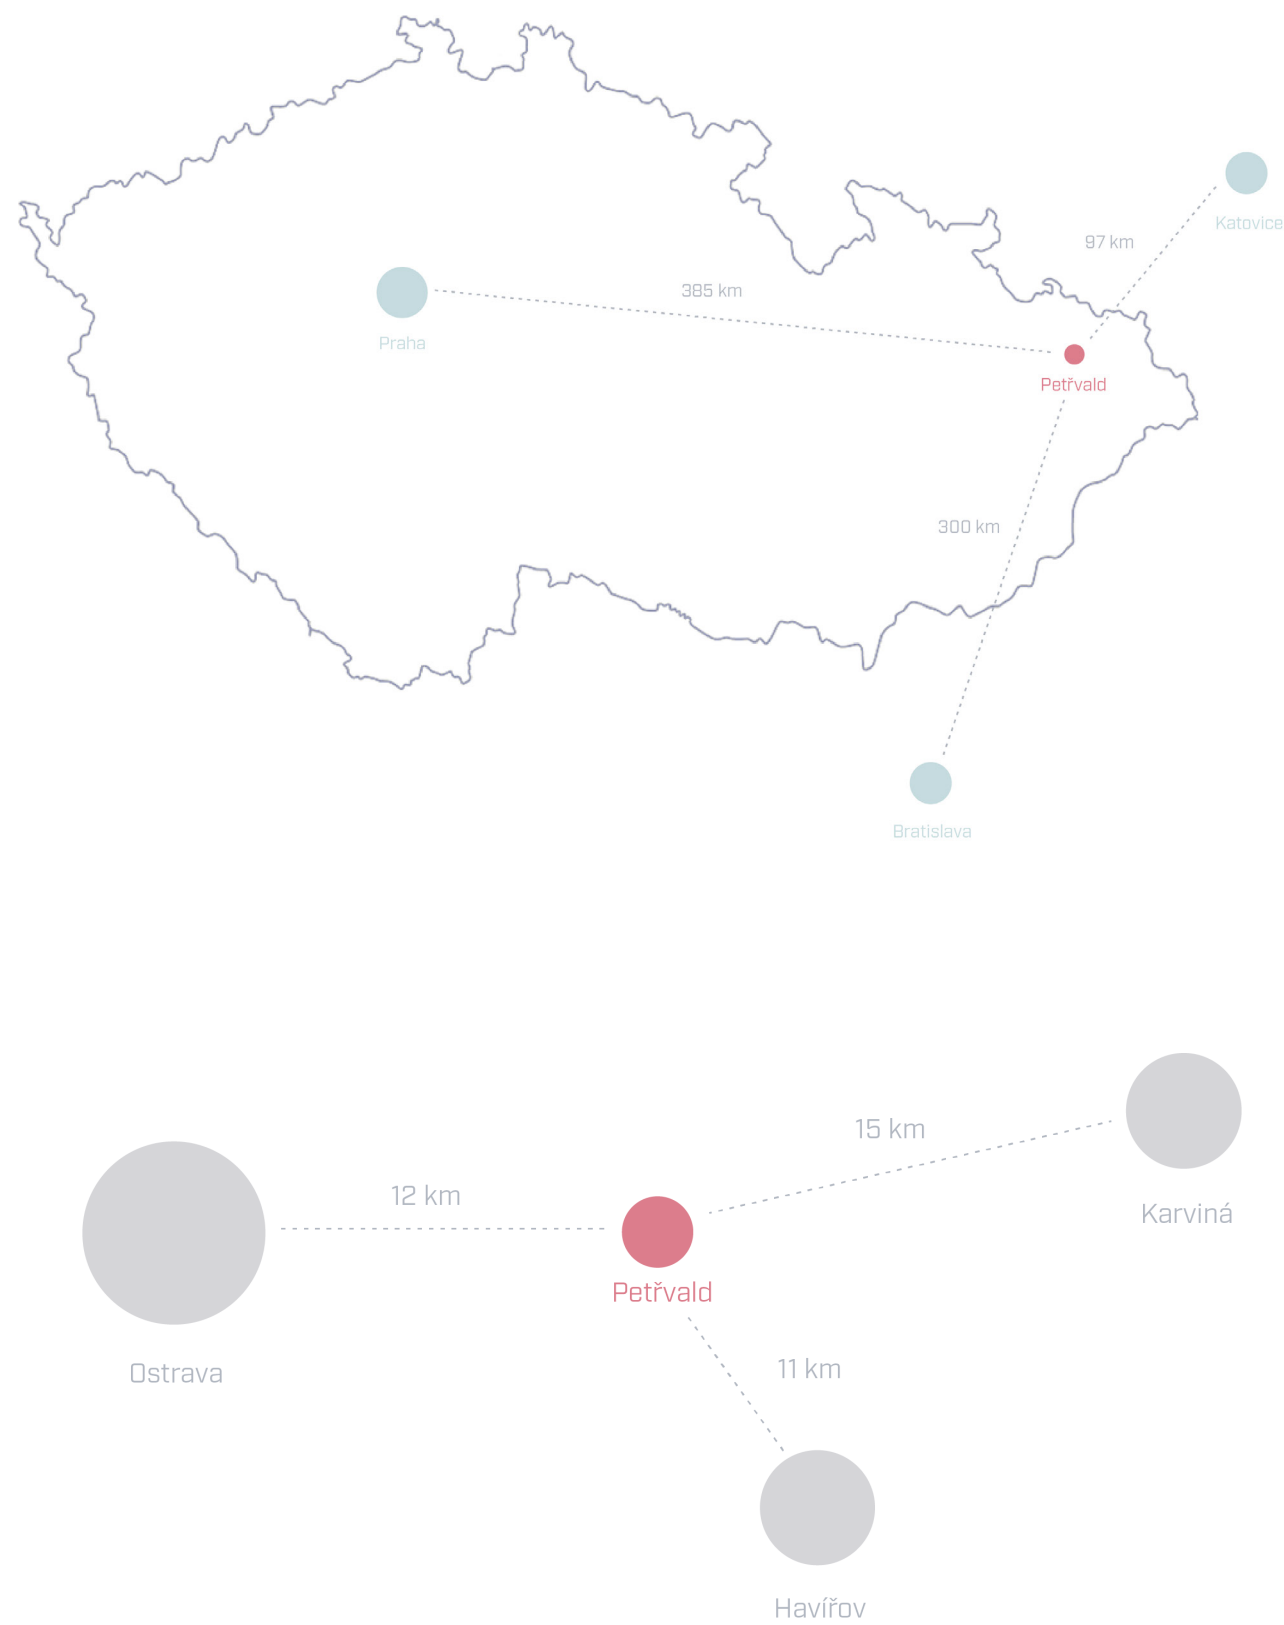 Katovice
97 km
385 km
Praha
Petřvald
300 km
Bratislava
15 km
12 km
Karviná
Petřvald
11 km
Ostrava
Havířov